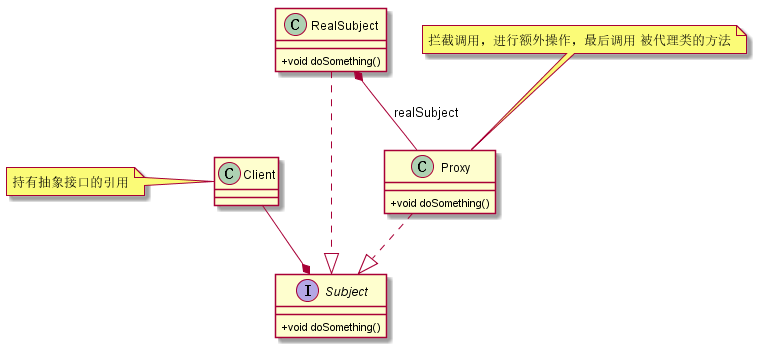 C RealSubject
+void doSomething()
拦截调用，进行额外操作，最后调用 被代理类的方法
realSubject
C Proxy
+void doSomething()
持有抽象接口的引用
C Client
I Subject
+void doSomething()